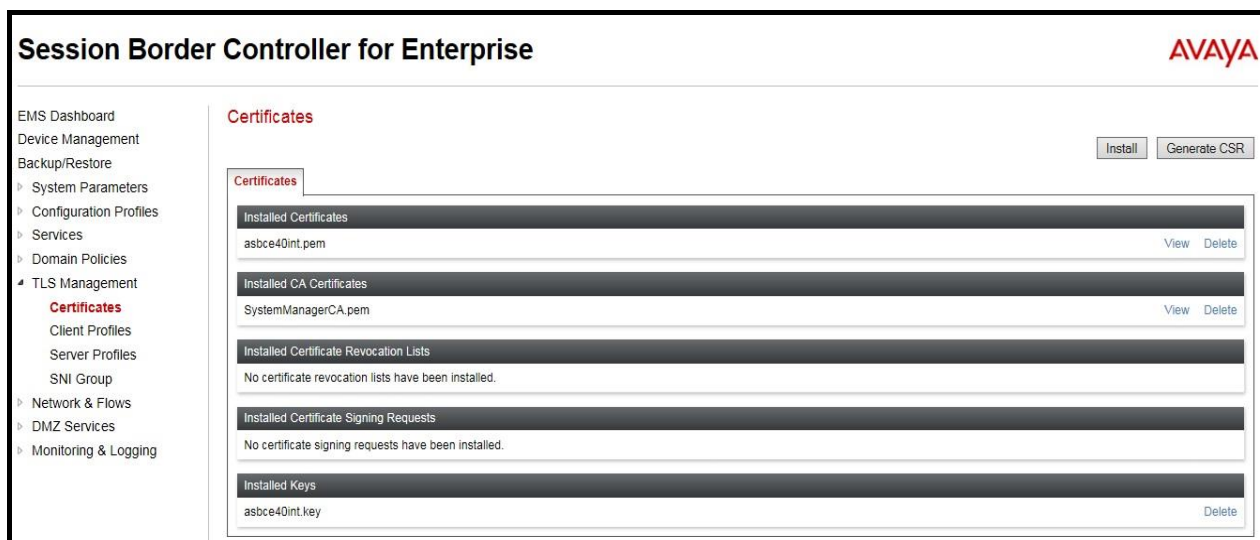 Session Border Controller for Enterprise
AVAYA
EMS Dashboard
Device Management
Backup/Restore
System Parameters
Configuration Profiles
Services
Domain Policies
TLS Management
Certificates
Client Profiles
Server Profiles
SNI Group
Network & Flows
DMZ Services
Monitoring & Logging
Certificates
Install Generate CSR
Certificates
Installed Certificates
asbce40int.pem View Delete
Installed CA Certificates
SystemManagerCA.pem View Delete
Installed Certificate Revocation Lists
No certificate revocation lists have been installed.
Installed Certificate Signing Requests
No certificate signing requests have been installed.
Installed Keys
asbce40int.key Delete